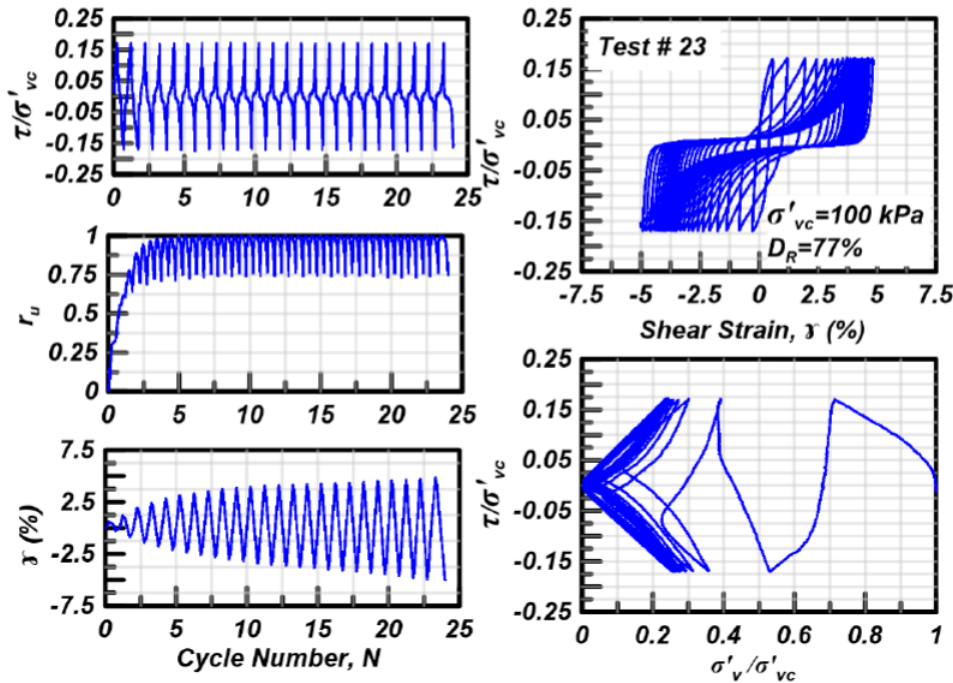 0.25
0.15
0.05
-0.05
-0.15
-0.25
τ/σ'vc
0 5 10 15 20 25
1
0.75
0.5
0.25
0
ru
0 5 10 15 20 25
7.5
2.5
-2.5
-7.5
ɤ (%)
0 5 10 15 20 25
Cycle Number, N
0.25
0.15
0.05
-0.05
-0.15
-0.25
τ/σ'vc
Test # 23
σ'vc=100 kPa
DR=77%
-7.5 -5 -2.5 0 2.5 5 7.5
Shear Strain, ɤ (%)
0.25
0.15
0.05
-0.05
-0.15
-0.25
τ/σ'vc
0 0.2 0.4 0.6 0.8 1
σ'v/σ'vc